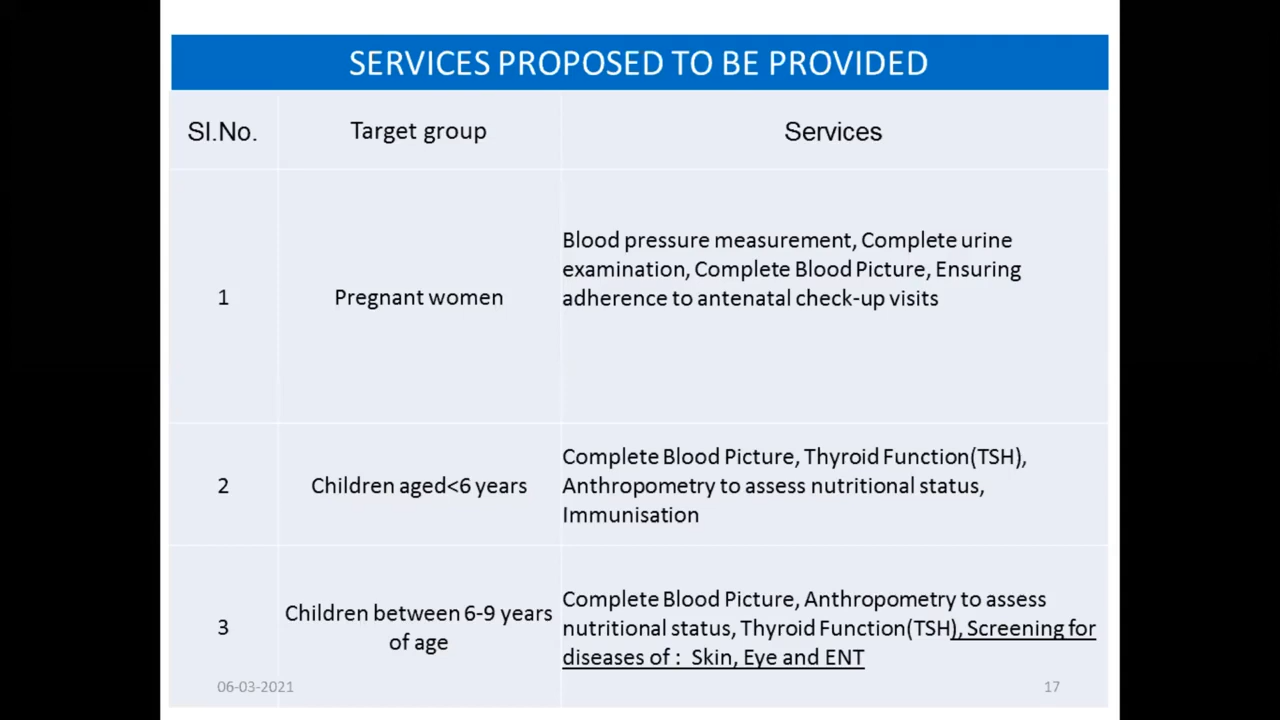 SERVICES PROPOSED TO BE PROVIDED
Sl.No.
Target group
Services
1
Pregnant women
Blood pressure measurement, Complete urine
examination, Complete Blood Picture, Ensuring
adherence to antenatal check-up visits
2
Children aged<6 years
Complete Blood Picture, Thyroid Function(TSH),
Anthropometry to assess nutritional status,
Immunisation
3
Children between 6-9 years
of age
Complete Blood Picture, Anthropometry to assess
nutritional status, Thyroid Function(TSH), Screening for
diseases of : Skin, Eye and ENT
06-03-2021
17